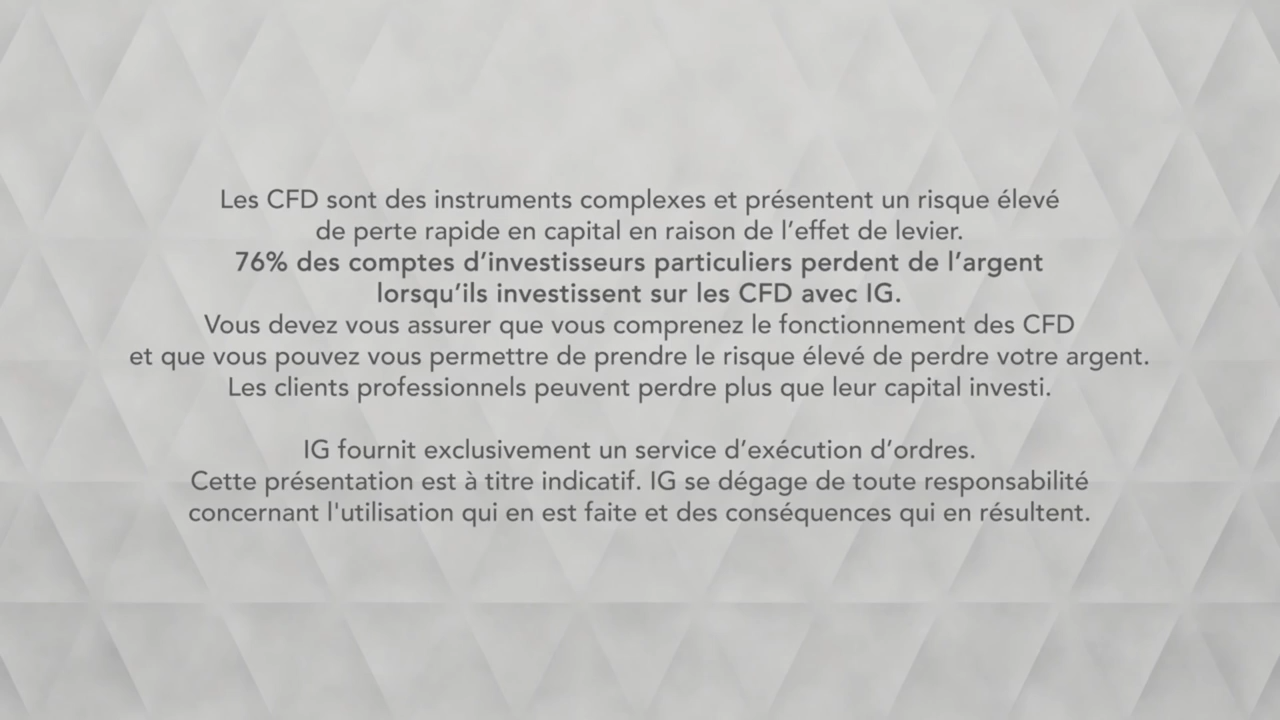 Les CFD sont des instruments complexes et présentent un risque élevé
de perte rapide en capital en raison de l’effet de levier.
76% des comptes d’investisseurs particuliers perdent de l’argent
lorsqu’ils investissent sur les CFD avec IG.
Vous devez vous assurer que vous comprenez le fonctionnement des CFD
et que vous pouvez vous permettre de prendre le risque élevé de perdre votre argent.
Les clients professionnels peuvent perdre plus que leur capital investi.
IG fournit exclusivement un service d’exécution d’ordres.
Cette présentation est à titre indicatif. IG se dégage de toute responsabilité
concernant l'utilisation qui en est faite et des conséquences qui en résultent.